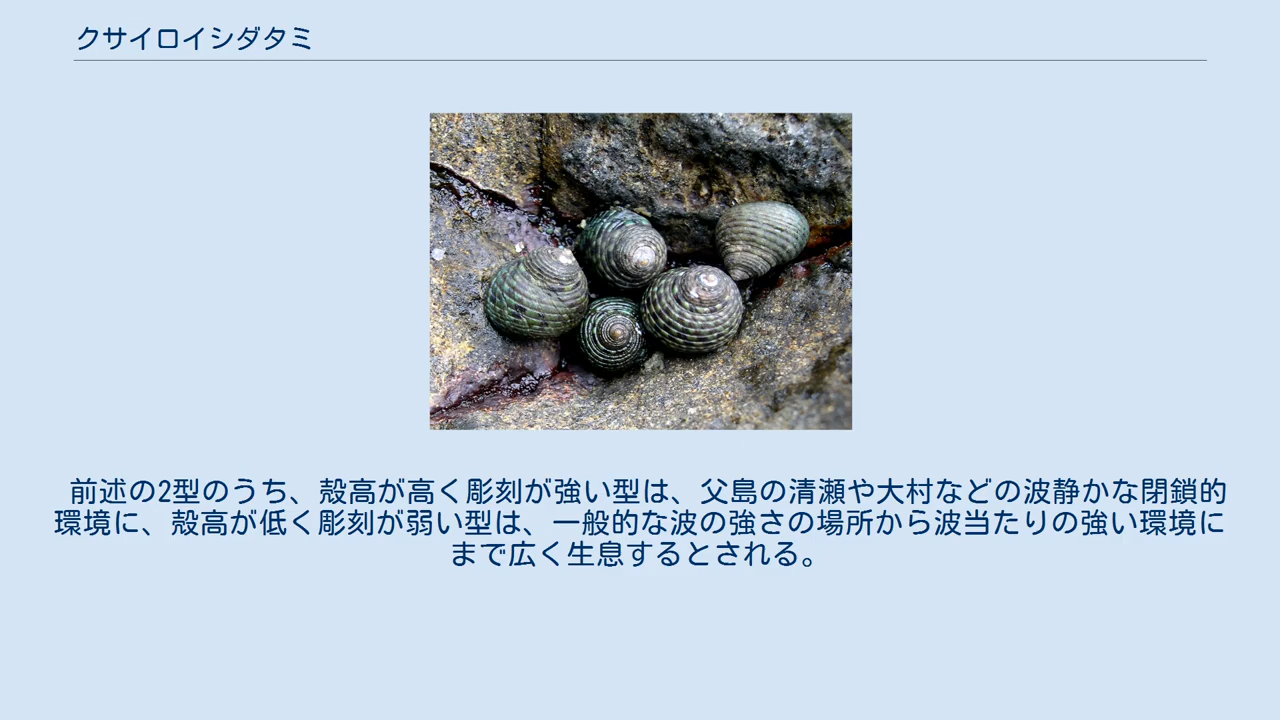 クサイロイシダタミ
前述の2型のうち、殻高が高く彫刻が強い型は、父島の清瀬や大村などの波静かな閉鎖的
環境に、殻高が低く彫刻が弱い型は、一般的な波の強さの場所から波当たりの強い環境に
まで広く生息するとされる。